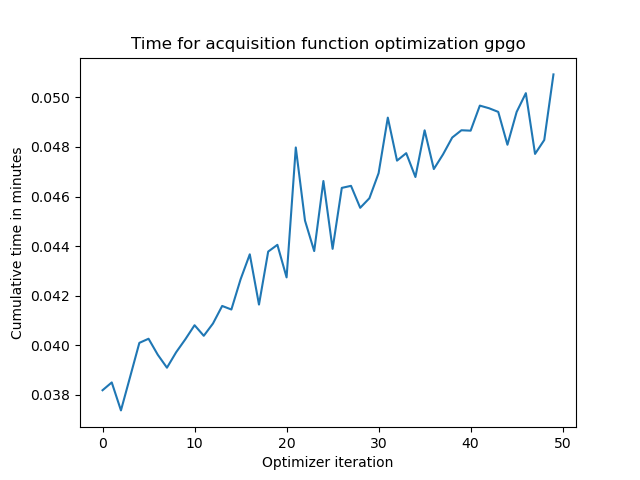 Time for acquisition function optimization gpgo
0.050
0.048
0.046
0.044
0.042
0.040
0.038
Cumulative time in minutes
0 10 20 30 40 50
Optimizer iteration